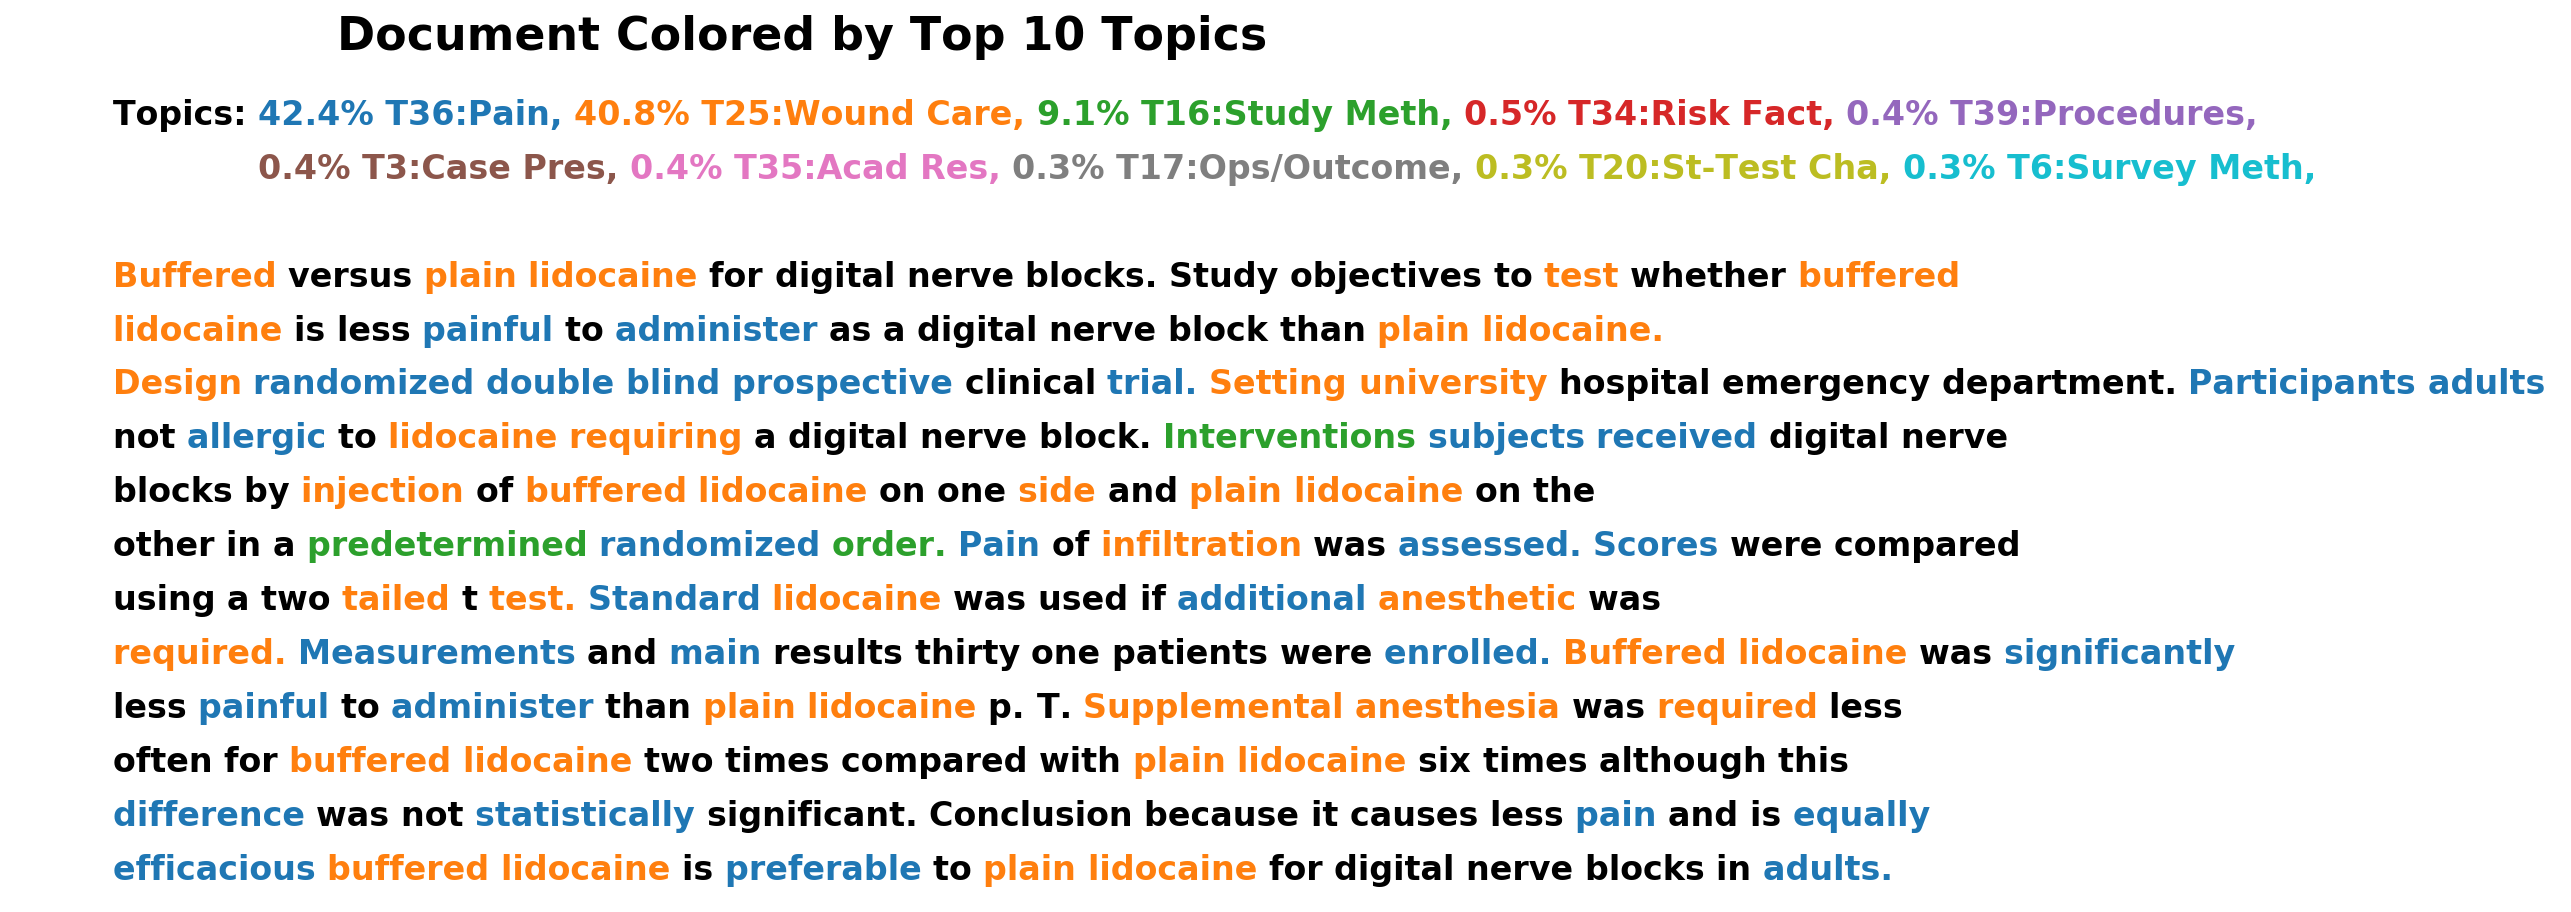 Document Colored by Top 10 Topics
Topics: 42.4% T36:Pain, 40.8% T25:Wound Care, 9.1% T16:Study Meth, 0.5% T34:Risk Fact, 0.4% T39:Procedures,
0.4% T3:Case Pres, 0.4% T35:Acad Res, 0.3% T17:Ops/Outcome, 0.3% T20:St-Test Cha, 0.3% T6:Survey Meth,
Buffered versus plain lidocaine for digital nerve blocks. Study objectives to test whether buffered
lidocaine is less painful to administer as a digital nerve block than plain lidocaine.
Design randomized double blind prospective clinical trial. Setting university hospital emergency department. Participants adults
not allergic to lidocaine requiring a digital nerve block. Interventions subjects received digital nerve
blocks by injection of buffered lidocaine on one side and plain lidocaine on the
other in a predetermined randomized order. Pain of infiltration was assessed. Scores were compared
using a two tailed t test. Standard lidocaine was used if additional anesthetic was
required. Measurements and main results thirty one patients were enrolled. Buffered lidocaine was significantly
less painful to administer than plain lidocaine p. T. Supplemental anesthesia was required less
often for buffered lidocaine two times compared with plain lidocaine six times although this
difference was not statistically significant. Conclusion because it causes less pain and is equally
efficacious buffered lidocaine is preferable to plain lidocaine for digital nerve blocks in adults.